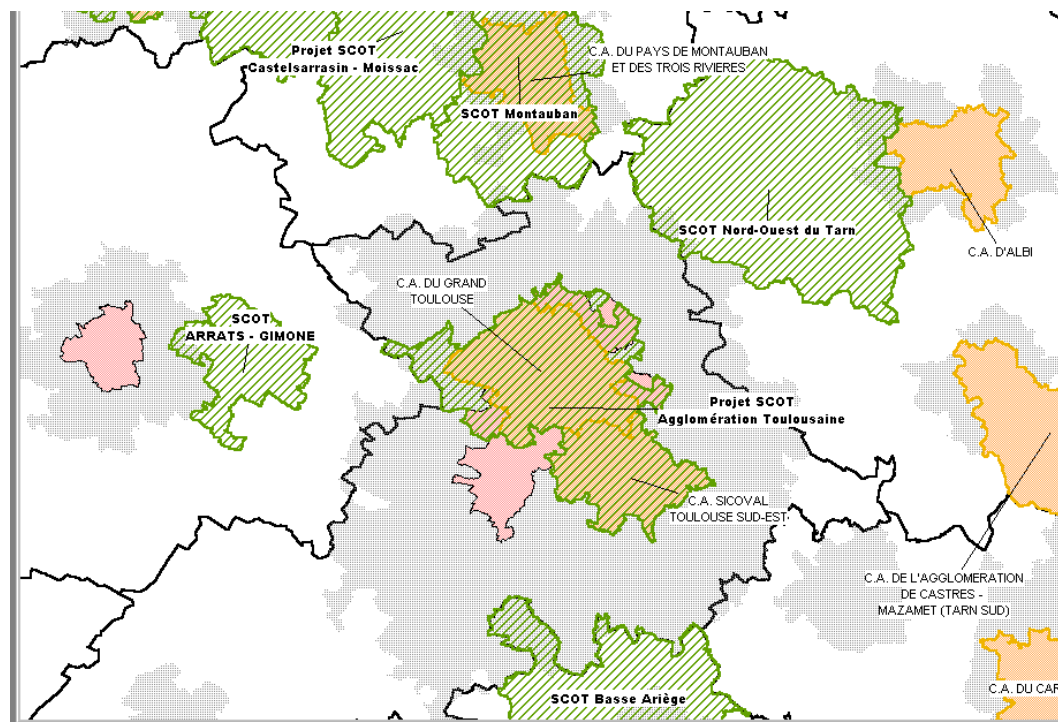 Projet SCOT
Castelsarrasin - Moissac
C.A. DU PAYS DE MONTAUBAN
ET DES TROIS RIVIERES
SCOT Montauban
SCOT Nord-Ouest du Tarn
C.A. D'ALBI
C.A. DU GRAND
TOULOUSE
SCOT
ARRATS - GIMONE
Projet SCOT
Agglomération Toulousaine
C.A. SICOVAL
TOULOUSE SUD-EST
C.A. DE L'AGGLOMERATION
DE CASTRES -
MAZAMET (TARN SUD)
SCOT Basse Ariège
C.A. DU CAR